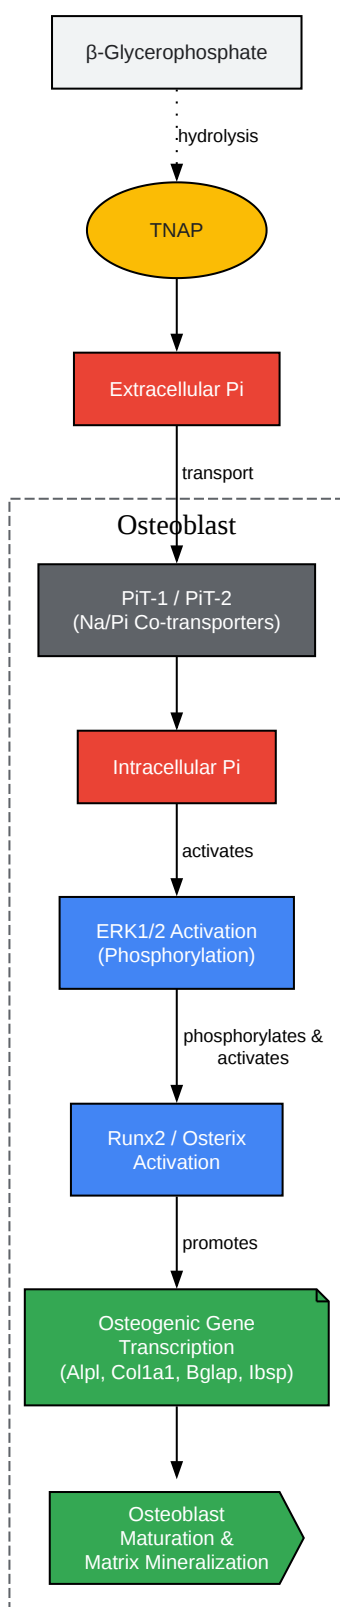 β-Glycerophosphate
hydrolysis
TNAP
Extracellular Pi
transport
Osteoblast
PiT-1 / PiT-2
(Na/Pi Co-transporters)
Intracellular Pi
activates
ERK1/2 Activation
(Phosphorylation)
phosphorylates &
activates
Runx2 / Osterix
Activation
promotes
Osteogenic Gene
Transcription
(Alpl, Col1a1, Bglap, Ibsp)
Osteoblast
Maturation &
Matrix Mineralization